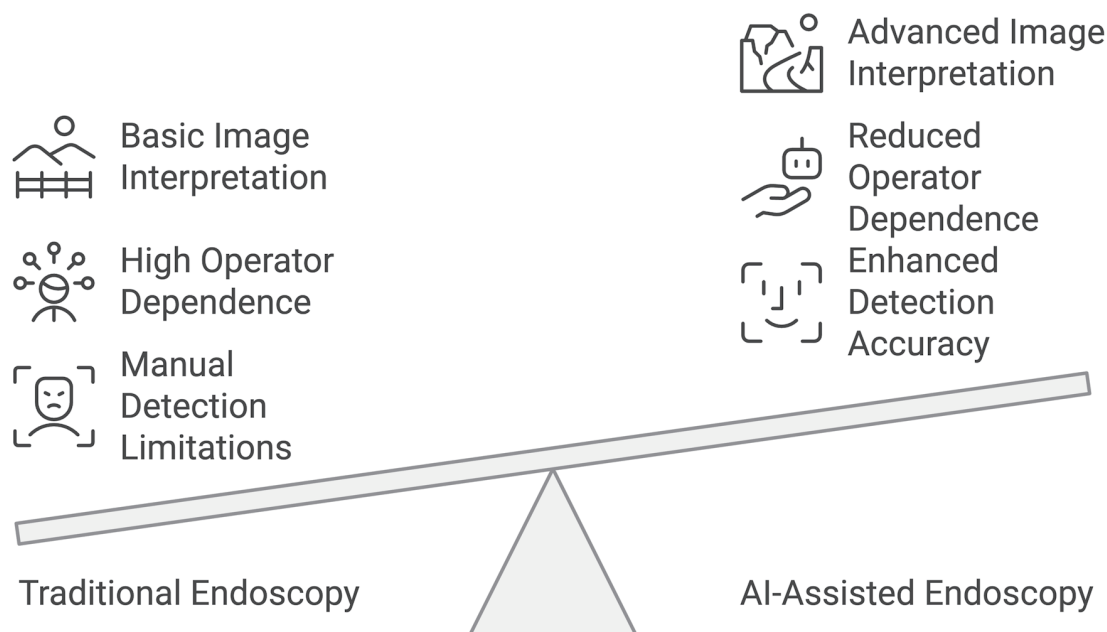 Basic Image
Interpretation
High Operator
Dependence
Manual
Detection
Limitations
Traditional Endoscopy
Advanced Image
Interpretation
Reduced
Operator
Dependence
Enhanced
Detection
Accuracy
AI-Assisted Endoscopy